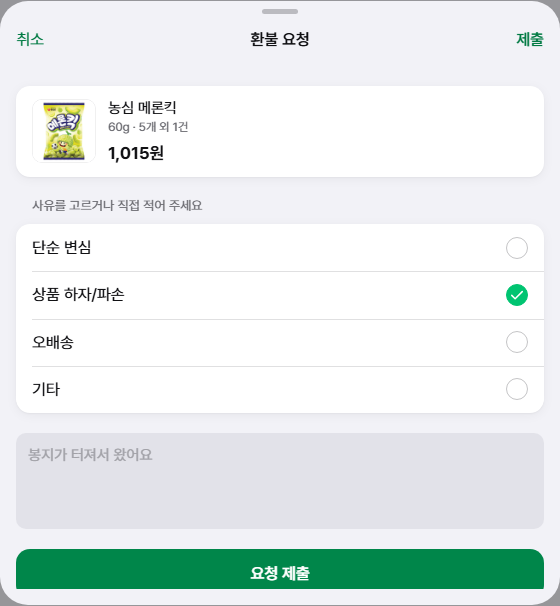 취소
환불 요청
제출
메론킥
농심 메론킥
60g · 5개 외 1건
1,015원
사유를 고르거나 직접 적어 주세요
단순 변심
상품 하자/파손
오배송
기타
봉지가 터져서 왔어요
요청 제출